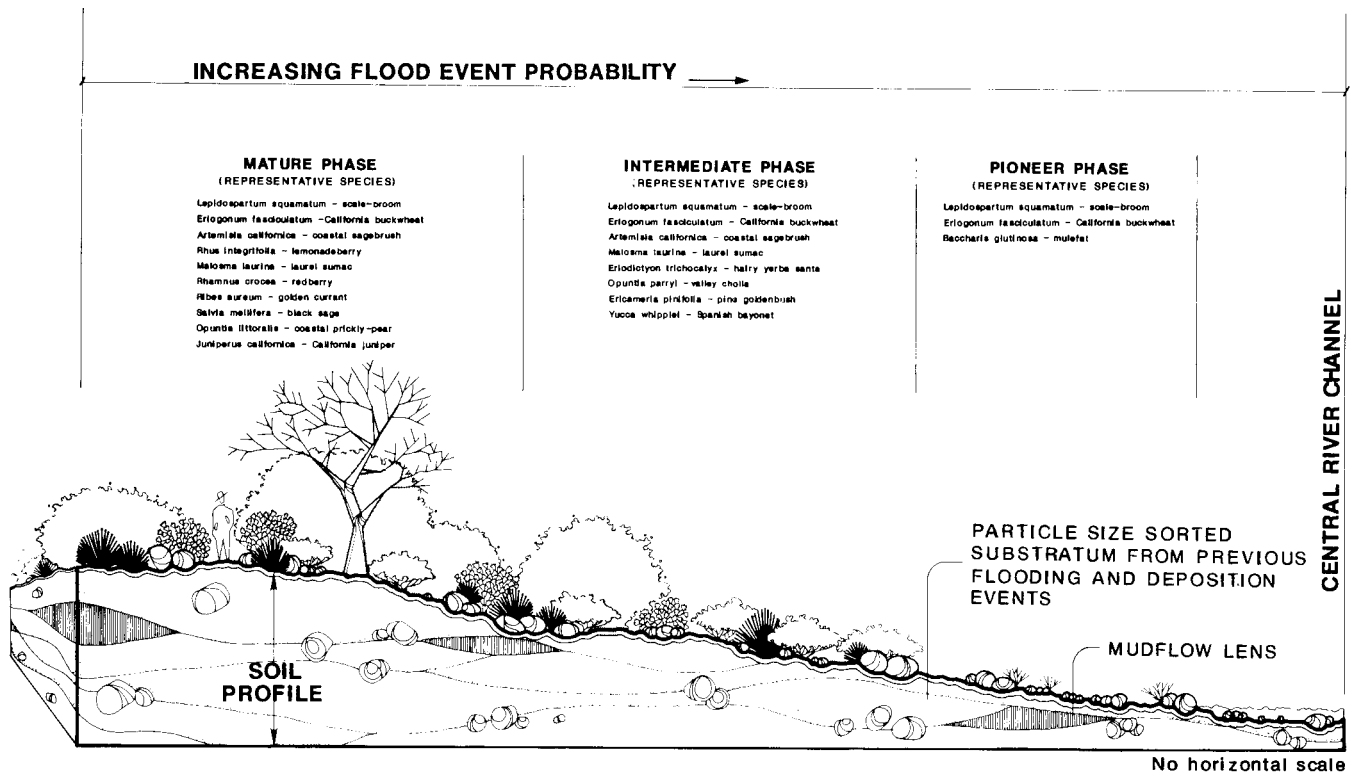 INCREASING FLOOD EVENT PROBABILITY
MATURE PHASE
(REPRESENTATIVE SPECIES)
Lepidospartum squamatum - scale-broom
Eriogonum fasciculatum - California buckwheat
Artemisia californica - coastal sagebrush
Rhus integrifolia - lemonadeberry
Malosma laurina - laurel sumac
Rhamnus crocea - redberry
Ribes aureum - golden currant
Salvia mellifera - black sage
Opuntia littoralis - coastal prickly-pear
Juniperus californica - California juniper
INTERMEDIATE PHASE
(REPRESENTATIVE SPECIES)
Lepidospartum squamatum - scale-broom
Eriogonum fasciculatum - California buckwheat
Artemisia californica - coastal sagebrush
Malosma laurina - laurel sumac
Eriodictyon trichocalyx - hairy yerba santa
Opuntia parryi - valley cholla
Ericameria pinifolia - pine goldenbush
Yucca whipplei - Spanish bayonet
PIONEER PHASE
(REPRESENTATIVE SPECIES)
Lepidospartum squamatum - scale-broom
Eriogonum fasciculatum - California buckwheat
Baccharis glutinosa - mulefat
CENTRAL RIVER CHANNEL
PARTICLE SIZE SORTED
SUBSTRATUM FROM PREVIOUS
FLOODING AND DEPOSITION
EVENTS
MUDFLOW LENS
SOIL
PROFILE
No horizontal scale